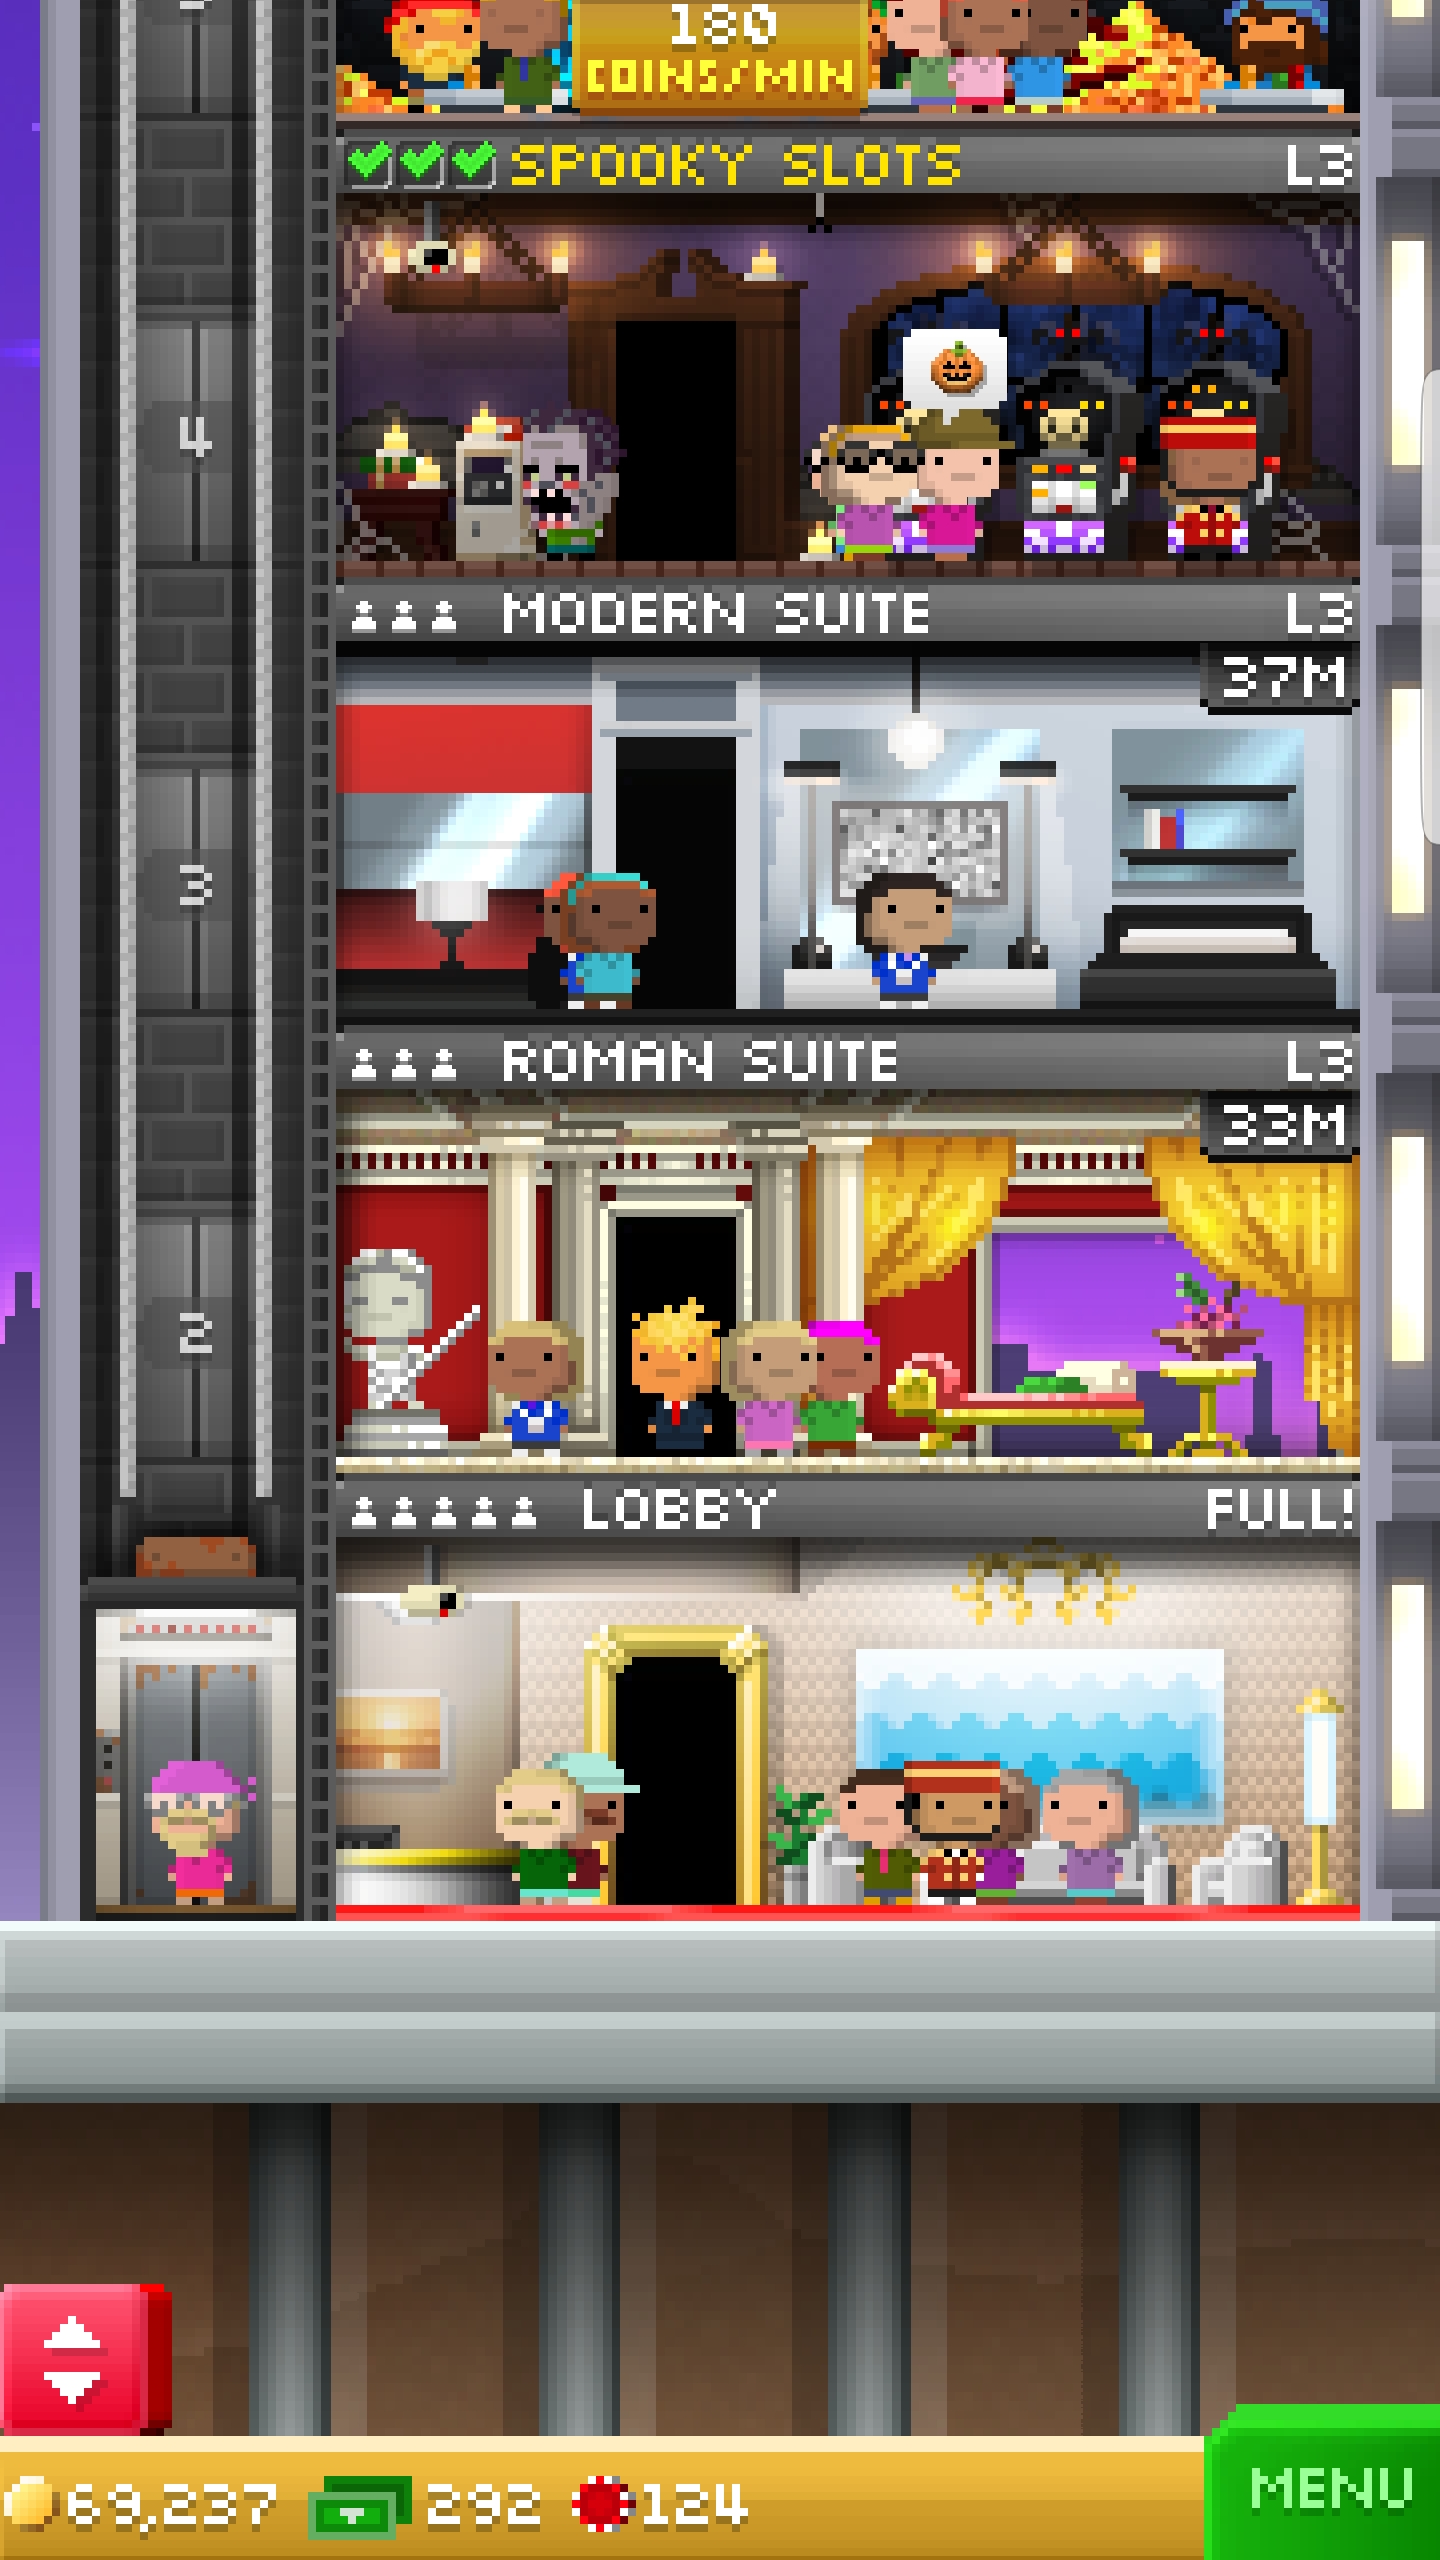 180
COINS/MIN
SPOOKY SLOTS L3
4
MODERN SUITE L3
37M
3
ROMAN SUITE L3
33M
2
LOBBY FULL!
69,237 292 124
MENU